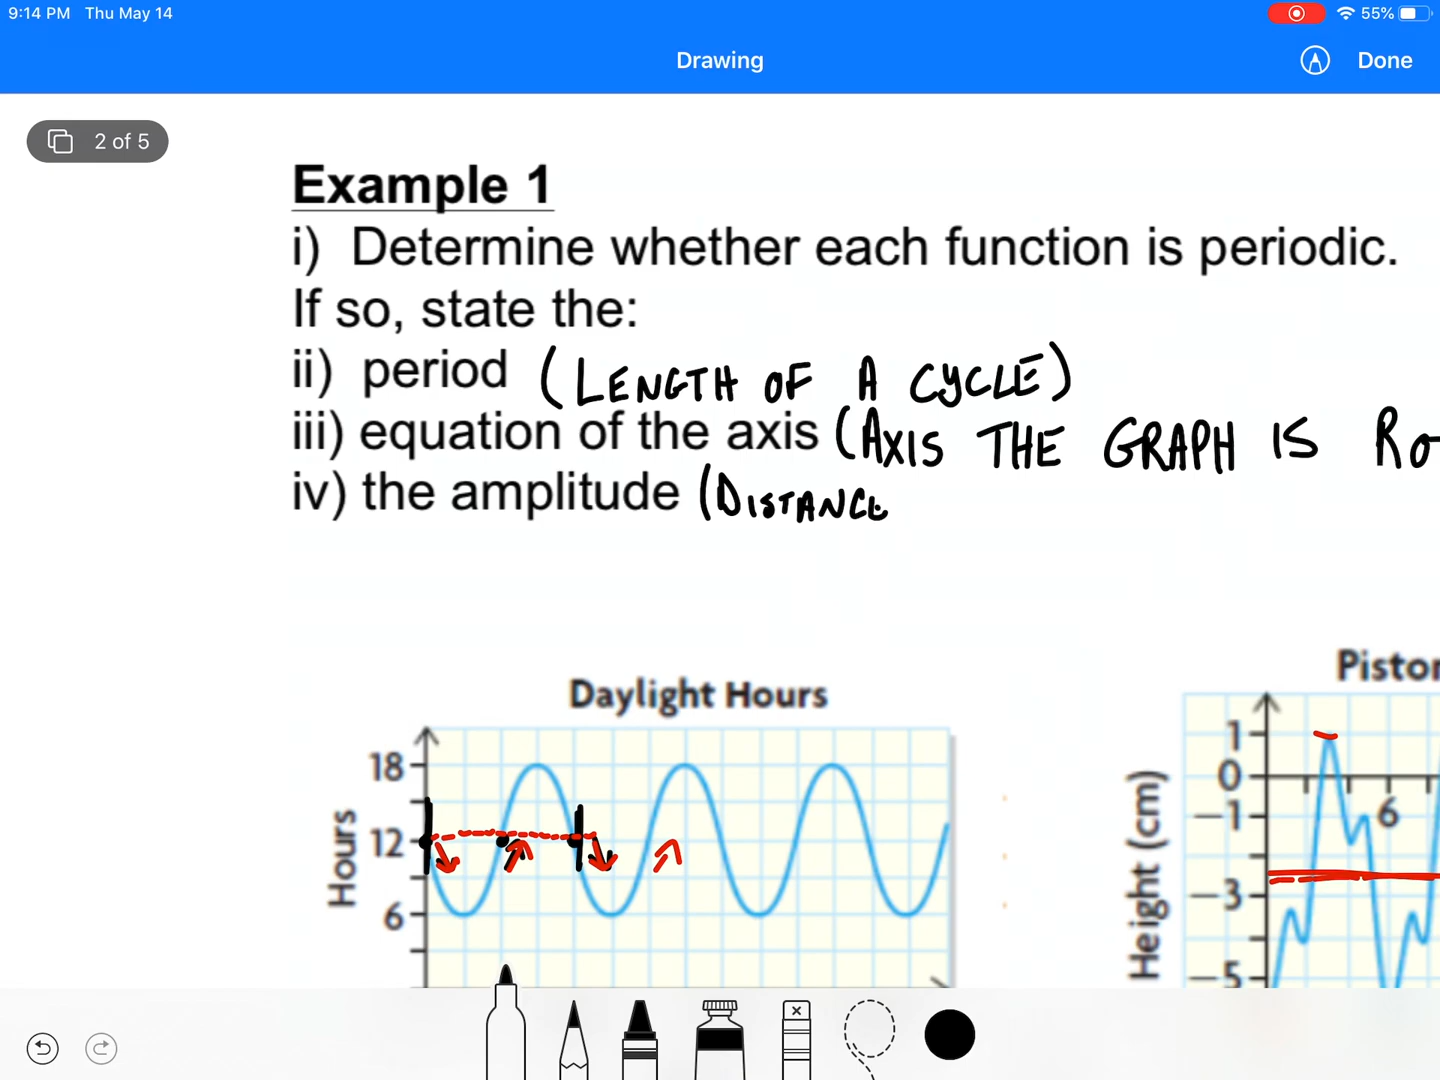 9:14 PM Thu May 14
55%
Drawing
Done
2 of 5
Example 1
i) Determine whether each function is periodic.
If so, state the:
ii) period (LENGTH OF A CYCLE)
iii) equation of the axis (AXIS THE GRAPH IS Ro
iv) the amplitude (DISTANCE
Daylight Hours
Hours
18
12
6
Piston
Height (cm)
1
0
-1
-3
-5
6